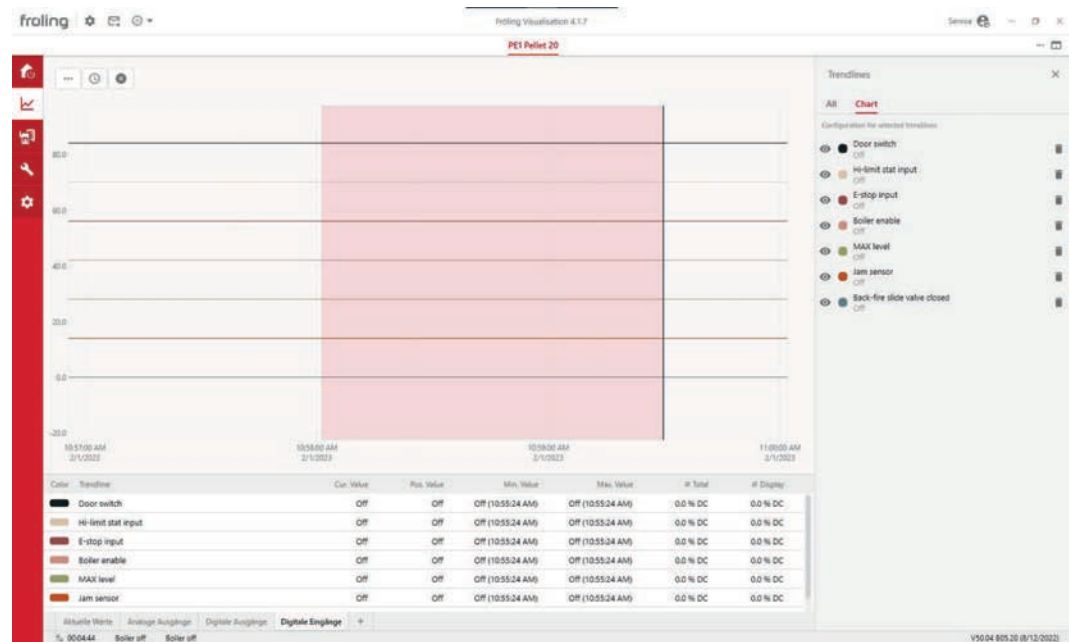 froling
Fröling Visualisation 4.1.7
Service
PE1 Pellet 20
Trendlines
All Chart
Configuration for selected trendlines
Door switch
Off
Hi-limit stat input
Off
E-stop input
Off
Boiler enable
Off
MAX level
Off
Jam sensor
Off
Back-fire slide valve closed
Off
80.0
60.0
40.0
20.0
0.0
-20.0
10:57:00 AM 10:58:00 AM 10:59:00 AM 11:00:00 AM
2/1/2023 2/1/2023 2/1/2023 2/1/2023
Color Trendline Cur. Value Pos. Value Min. Value Max. Value # Total # Display
Door switch Off Off Off (10:55:24 AM) Off (10:55:24 AM) 0.0 % DC 0.0 % DC
Hi-limit stat input Off Off Off (10:55:24 AM) Off (10:55:24 AM) 0.0 % DC 0.0 % DC
E-stop input Off Off Off (10:55:24 AM) Off (10:55:24 AM) 0.0 % DC 0.0 % DC
Boiler enable Off Off Off (10:55:24 AM) Off (10:55:24 AM) 0.0 % DC 0.0 % DC
MAX level Off Off Off (10:55:24 AM) Off (10:55:24 AM) 0.0 % DC 0.0 % DC
Jam sensor Off Off Off (10:55:24 AM) Off (10:55:24 AM) 0.0 % DC 0.0 % DC
Aktuelle Werte Analoge Ausgänge Digitale Ausgänge Digitale Eingänge +
00:04:44 Boiler off Boiler off V50.04 B05.20 (8/12/2022)